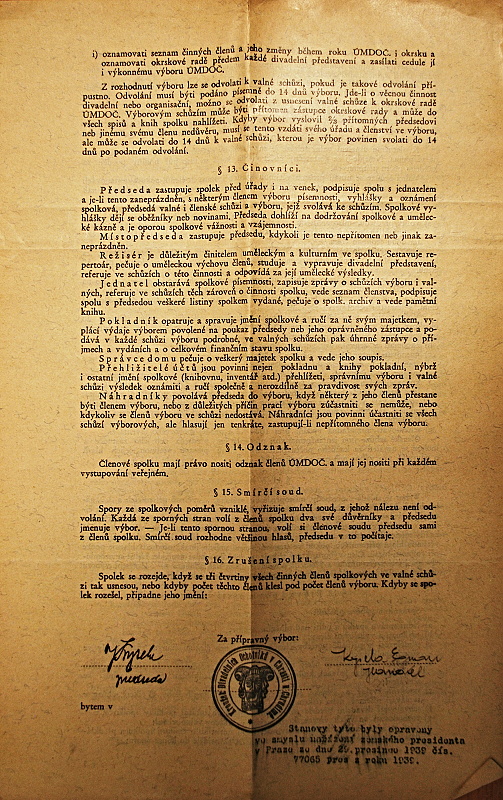 i) oznamovati seznam činných členů a jeho změny během roku ÚMDOČ. i okrsku a
oznamovati okrskové radě předem každé divadelní představení a zasílati cedule její
i výkonnému výboru ÚMDOČ.
Z rozhodnutí výboru lze se odvolati k valné schůzi, pokud je takové odvolání pří-
pustno. Odvolání musí býti podáno písemně do 14 dnů výboru. Jde-li o věcnou činnost
divadelní nebo organisační, možno se odvolati z usnesení valné schůze k okrskové radě
ÚMDOČ. Výborovým schůzím může býti přítomen zástupce okrskové rady a může do
všech spisů a knih spolku nahlížeti. Kdyby výbor vyslovil ⅔ přítomných předsedovi
neb jinému svému členu nedůvěru, musí se tento vzdáti svého úřadu a členství ve výboru,
ale může se odvolati do 14 dnů k valné schůzi, kterou je výbor povinen svolati do 14
dnů po podaném odvolání.
§ 13. Činovníci.
Předseda zastupuje spolek před úřady i na venek, podpisuje spolu s jednatelem
a je-li tento zaneprázdněn, s některým členem výboru písemnosti, vyhlášky a oznámení
spolková, předsedá valné i členské schůzi a výboru, jejž svolává ke schůzím. Spolkové vy-
hlášky dějí se oběžníky neb novinami. Předseda dohlíží na dodržování spolkové a umělec-
ké kázně a je oporou spolkové vážnosti a vzájemnosti.
Místopředseda zastupuje předsedu, kdykoli je tento nepřítomen neb jinak za-
neprázdněn.
Režisér je důležitým činitelem uměleckým a kulturním ve spolku. Sestavuje re-
pertoár, pečuje o uměleckou výchovu členů, studuje a vypravuje divadelní představení,
referuje ve schůzích o této činnosti a odpovídá za její umělecké výsledky.
Jednatel obstarává spolkové písemnosti, zapisuje zprávy o schůzích výboru i val-
ných, referuje ve schůzích těch zároveň o činnosti spolku, vede seznam členstva, podpisuje
spolu s předsedou veškeré listiny spolkem vydané, pečuje o spolk. archiv a vede pamětní
knihu.
Pokladník opatruje a spravuje jmění spolkové a ručí za ně svým majetkem, vy-
plácí výdaje výborem povolené na poukaz předsedy neb jeho oprávněného zástupce a po-
dává v každé schůzi výboru podrobné, ve valných schůzích pak úhrnné zprávy o pří-
jmech a vydáních a o celkovém finančním stavu spolku.
Správce domu pečuje o veškerý majetek spolku a vede jeho soupis.
Přehližitelé účtů jsou povinni nejen pokladnu a knihy pokladní, nýbrž
i ostatní jmění spolkové (knihovnu, inventář atd.) přehlížeti, správnímu výboru i valné
schůzi výsledek oznámiti a ručí společně a nerozdílně za pravdivost svých zpráv.
Náhradníky povolává předseda do výboru, když některý z jeho členů přestane
býti členem výboru, nebo z důležitých příčin prací výboru zúčastniti se nemůže, nebo
kdykoliv se členů výboru ve schůzi nedostává. Náhradníci jsou povinni účastniti se všech
schůzí výborových, ale hlasují jen tenkráte, zastupují-li nepřítomného člena výboru.
§ 14. Odznak.
Členové spolku mají právo nositi odznak členů ÚMDOČ. a mají jej nositi při každém
vystupování veřejném.
§ 15. Smírčí soud.
Spory ze spolkových poměrů vzniklé, vyřizuje smírčí soud, z jehož nálezu není od-
volání. Každá ze sporných stran volí z členů spolku dva své důvěrníky a předsedu
jmenuje výbor. — Je-li tento spornou stranou, volí si členové soudu předsedu sami
z členů spolku. Smírčí soud rozhodne většinou hlasů, předsedu v to počítaje.
§ 16. Zrušení spolku.
Spolek se rozejde, když se tři čtvrtiny všech činných členů spolkových ve valné schů-
zi tak usnesou, nebo kdyby počet těchto členů klesl pod počet členů výboru. Kdyby se spo-
lek rozešel, připadne jeho jmění:
Za přípravný výbor:
bytem v
Stanovy tyto byly opraveny
ve smyslu nařízení zemského presidenta
v Praze ze dne 29. prosince 1939 čís.
77065 pres z roku 1939.